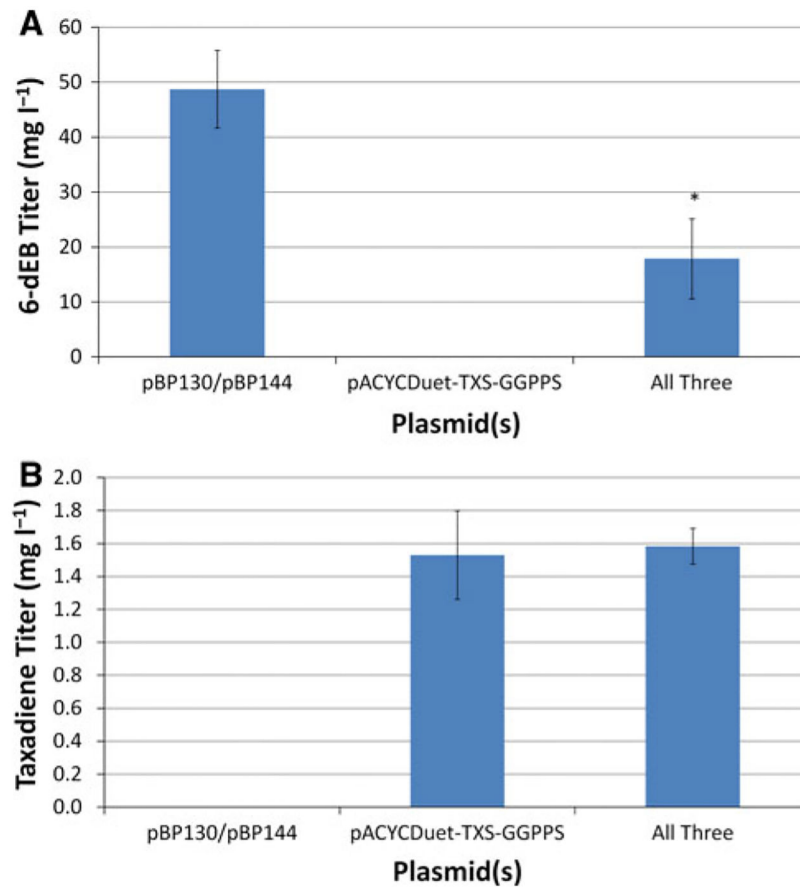 A
6-dEB Titer (mg l⁻¹)
60
50
40
30
20
10
0
*
pBP130/pBP144 pACYCDuet-TXS-GGPPS All Three
Plasmid(s)
B
Taxadiene Titer (mg l⁻¹)
2.0
1.8
1.6
1.4
1.2
1.0
0.8
0.6
0.4
0.2
0.0
pBP130/pBP144 pACYCDuet-TXS-GGPPS All Three
Plasmid(s)